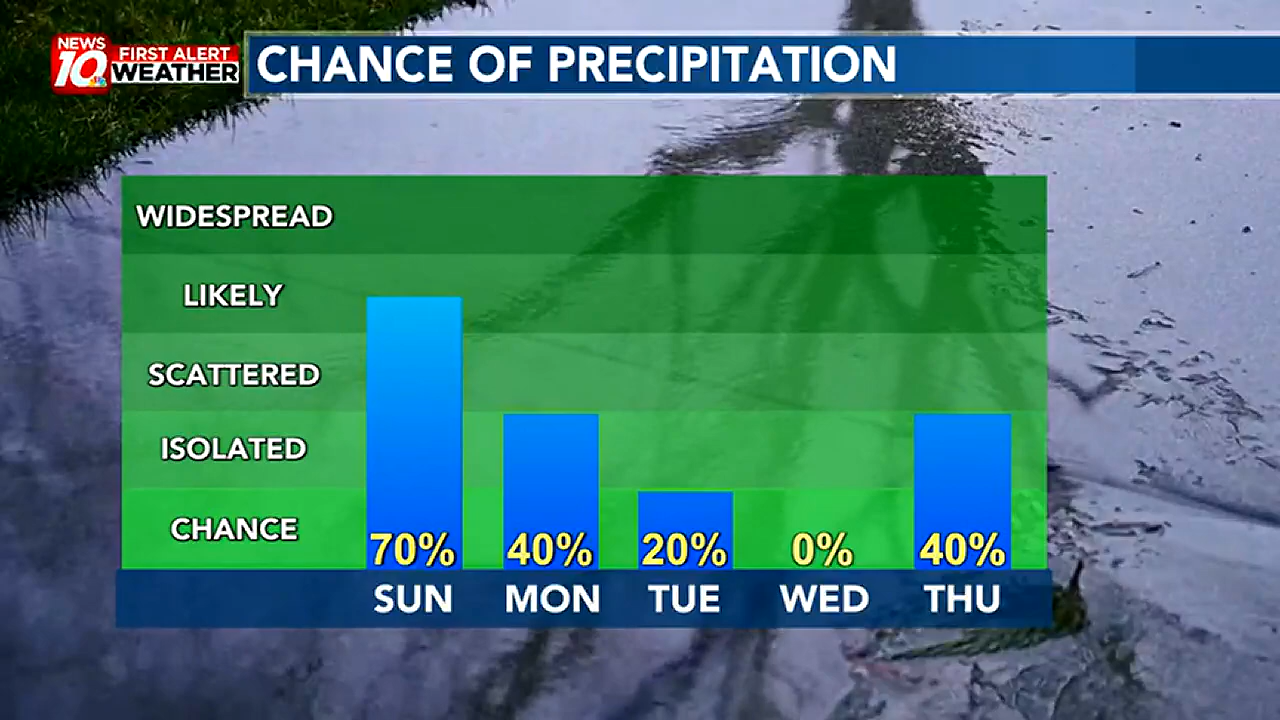 NEWS
10
FIRST ALERT
WEATHER
CHANCE OF PRECIPITATION
WIDESPREAD
LIKELY
SCATTERED
ISOLATED
CHANCE
70% 40% 20% 0% 40%
SUN MON TUE WED THU